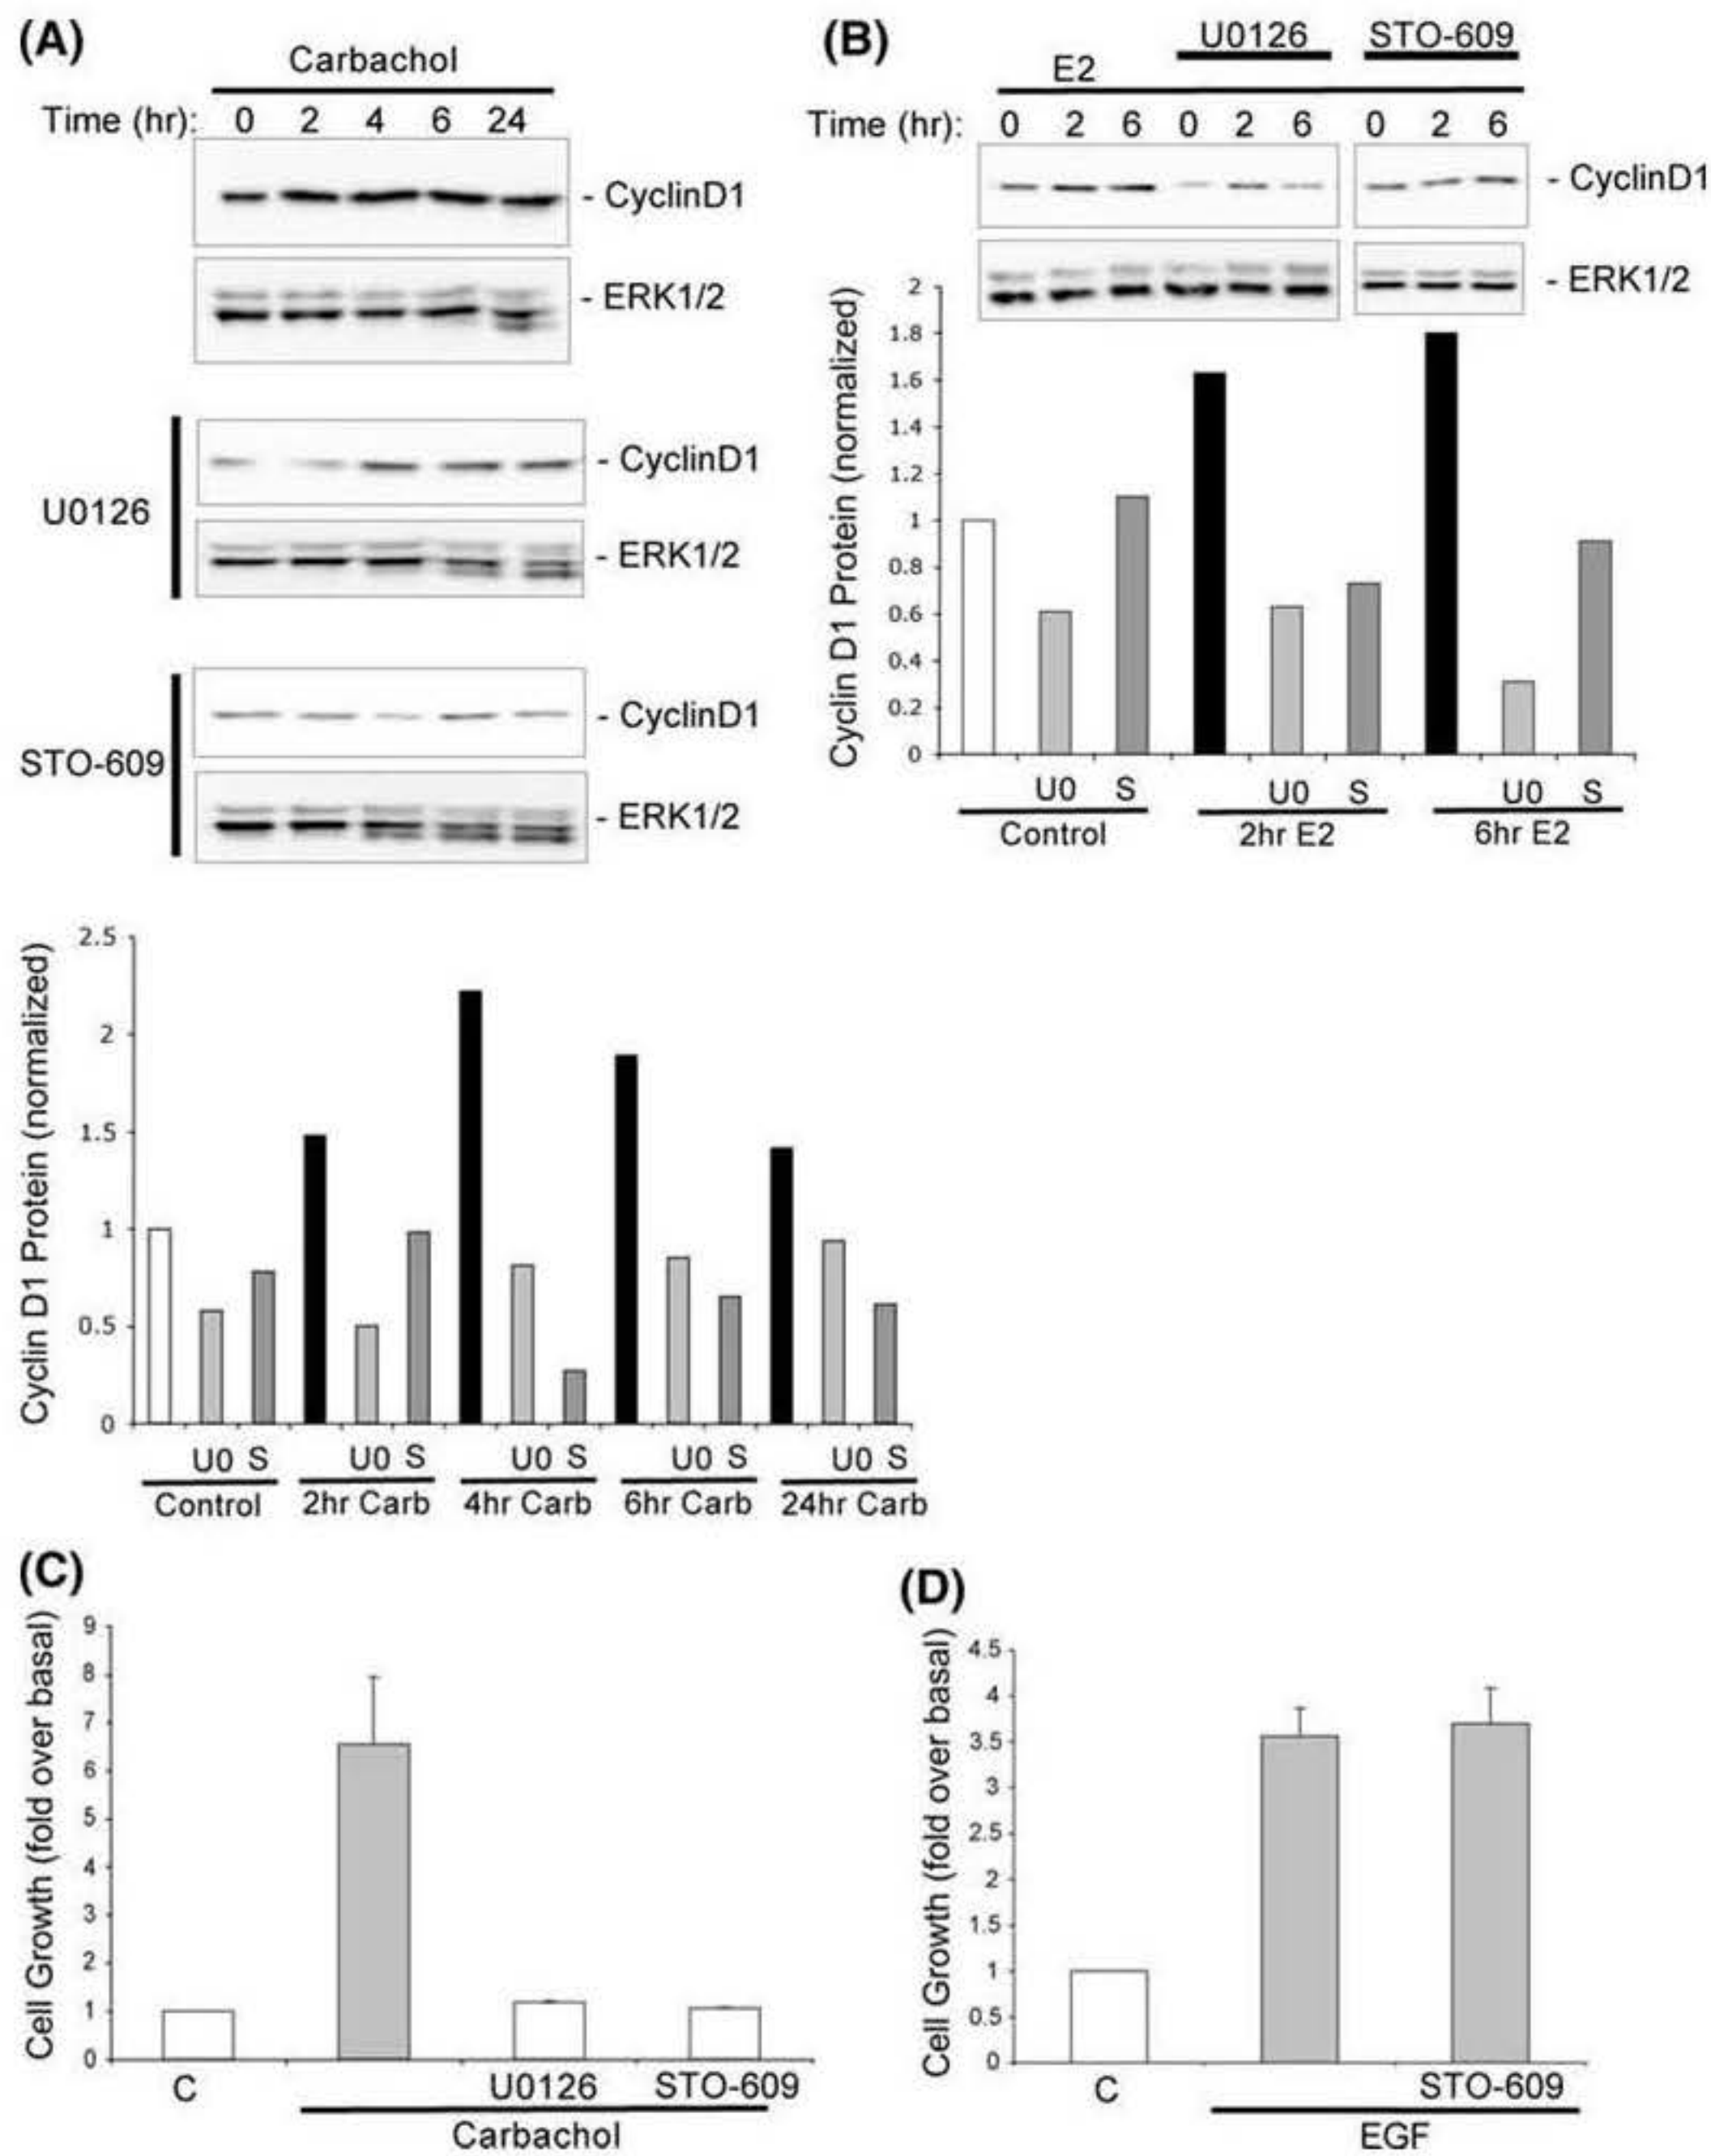 (A)
Carbachol
Time (hr): 0 2 4 6 24
- CyclinD1
- ERK1/2
U0126
- CyclinD1
- ERK1/2
STO-609
- CyclinD1
- ERK1/2
2.5
2
1.5
1
0.5
0
Cyclin D1 Protein (normalized)
U0 S U0 S U0 S U0 S U0 S
Control 2hr Carb 4hr Carb 6hr Carb 24hr Carb
(B)
U0126 STO-609
E2
Time (hr): 0 2 6 0 2 6 0 2 6
- CyclinD1
- ERK1/2
2
1.8
1.6
1.4
1.2
1
0.8
0.6
0.4
0.2
0
Cyclin D1 Protein (normalized)
U0 S U0 S U0 S
Control 2hr E2 6hr E2
(C)
9
8
7
6
5
4
3
2
1
0
Cell Growth (fold over basal)
C U0126 STO-609
Carbachol
(D)
4.5
4
3.5
3
2.5
2
1.5
1
0.5
0
Cell Growth (fold over basal)
C STO-609
EGF